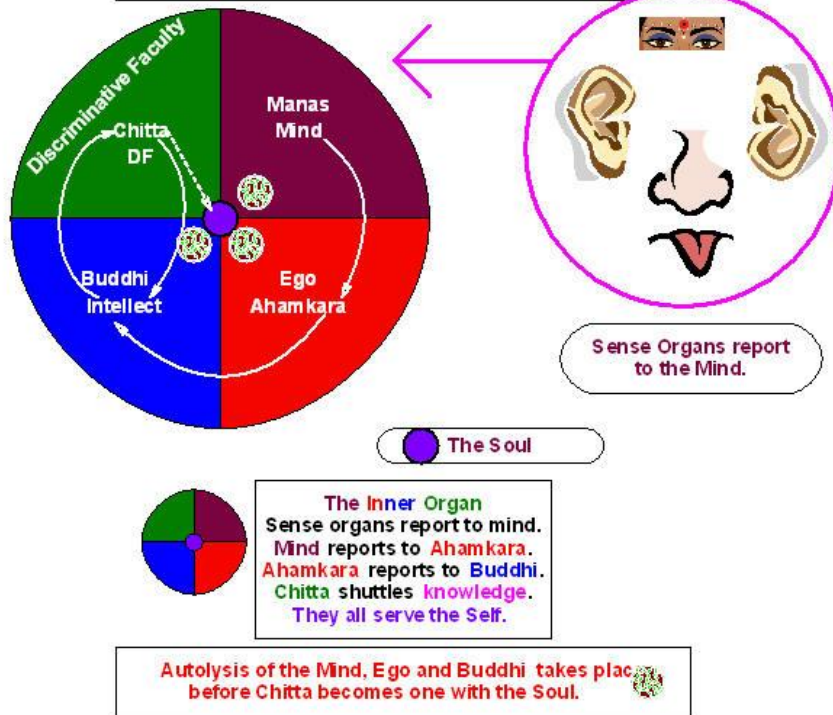 Discriminative Faculty
Chitta
DF
Manas
Mind
Buddhi
Intellect
Ego
Ahamkara
Sense Organs report
to the Mind.
The Soul
The Inner Organ
Sense organs report to mind.
Mind reports to Ahamkara.
Ahamkara reports to Buddhi.
Chitta shuttles knowledge.
They all serve the Self.
Autolysis of the Mind, Ego and Buddhi takes plac
before Chitta becomes one with the Soul.